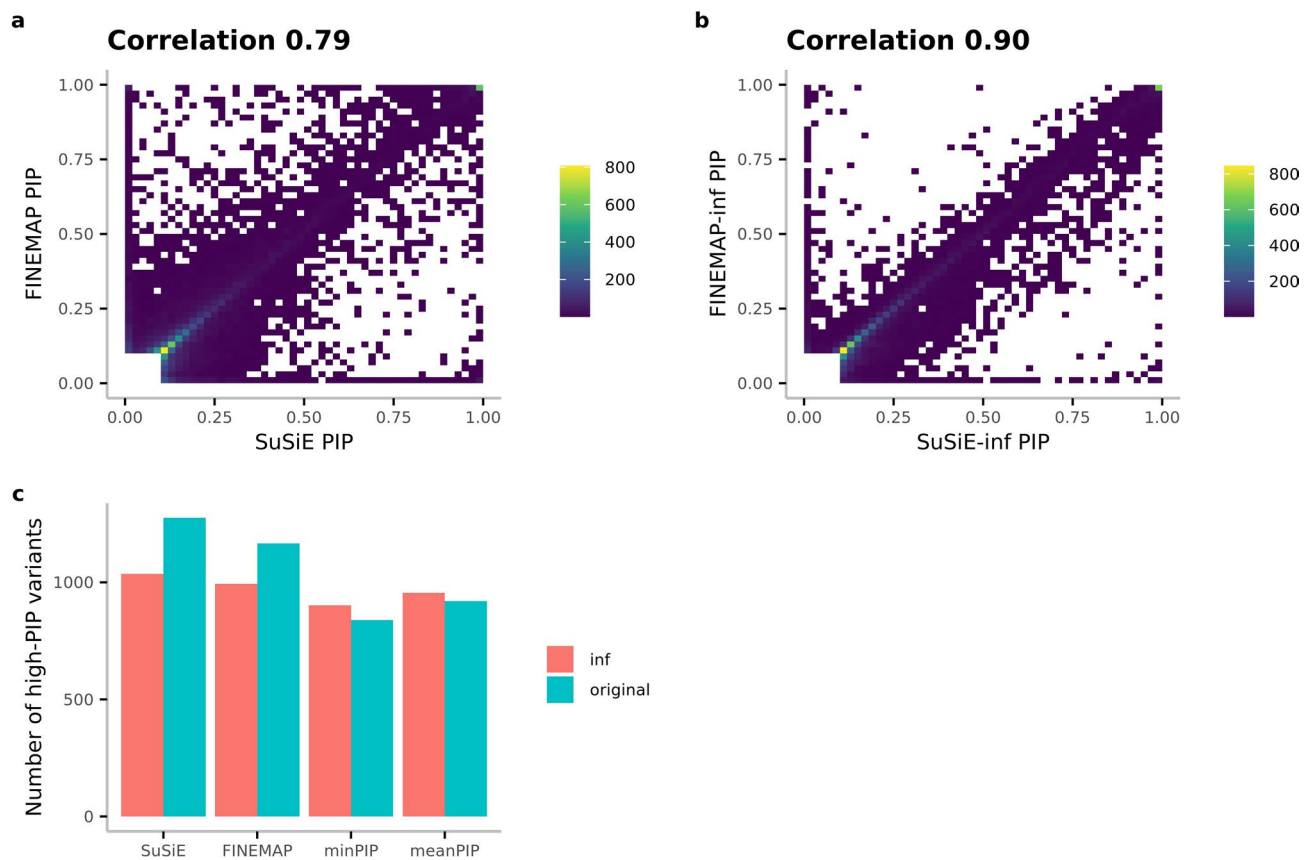 a
Correlation 0.79
FINEMAP PIP
1.00
0.75
0.50
0.25
0.00
0.00 0.25 0.50 0.75 1.00
SuSiE PIP
800
600
400
200
b
Correlation 0.90
FINEMAP-inf PIP
1.00
0.75
0.50
0.25
0.00
0.00 0.25 0.50 0.75 1.00
SuSiE-inf PIP
800
600
400
200
c
Number of high-PIP variants
1000
500
0
SuSiE FINEMAP minPIP meanPIP
inf
original